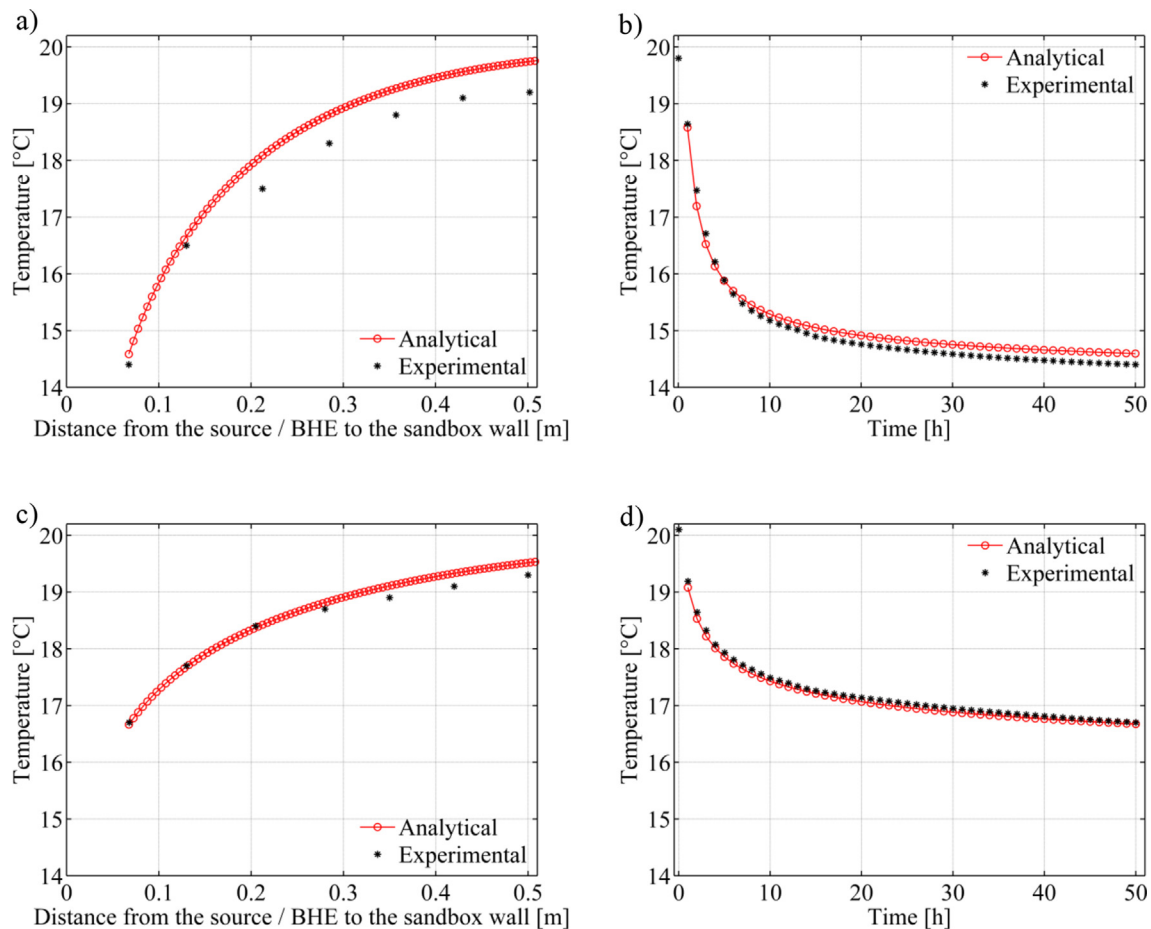 a)
20
19
18
17
16
15
14
Temperature [°C]
Analytical
Experimental
0 0.1 0.2 0.3 0.4 0.5
Distance from the source / BHE to the sandbox wall [m]
b)
20
19
18
17
16
15
14
Temperature [°C]
Analytical
Experimental
0 10 20 30 40 50
Time [h]
c)
20
19
18
17
16
15
14
Temperature [°C]
Analytical
Experimental
0 0.1 0.2 0.3 0.4 0.5
Distance from the source / BHE to the sandbox wall [m]
d)
20
19
18
17
16
15
14
Temperature [°C]
Analytical
Experimental
0 10 20 30 40 50
Time [h]